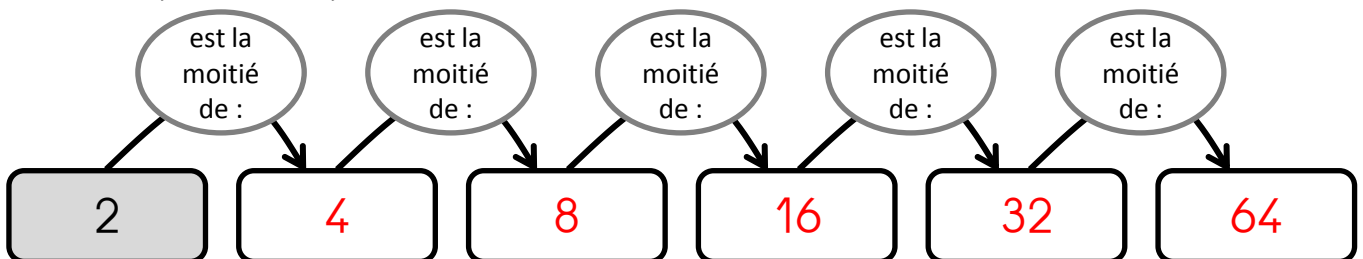 est la
moitié
de :
est la
moitié
de :
est la
moitié
de :
est la
moitié
de :
est la
moitié
de :
2
4
8
16
32
64